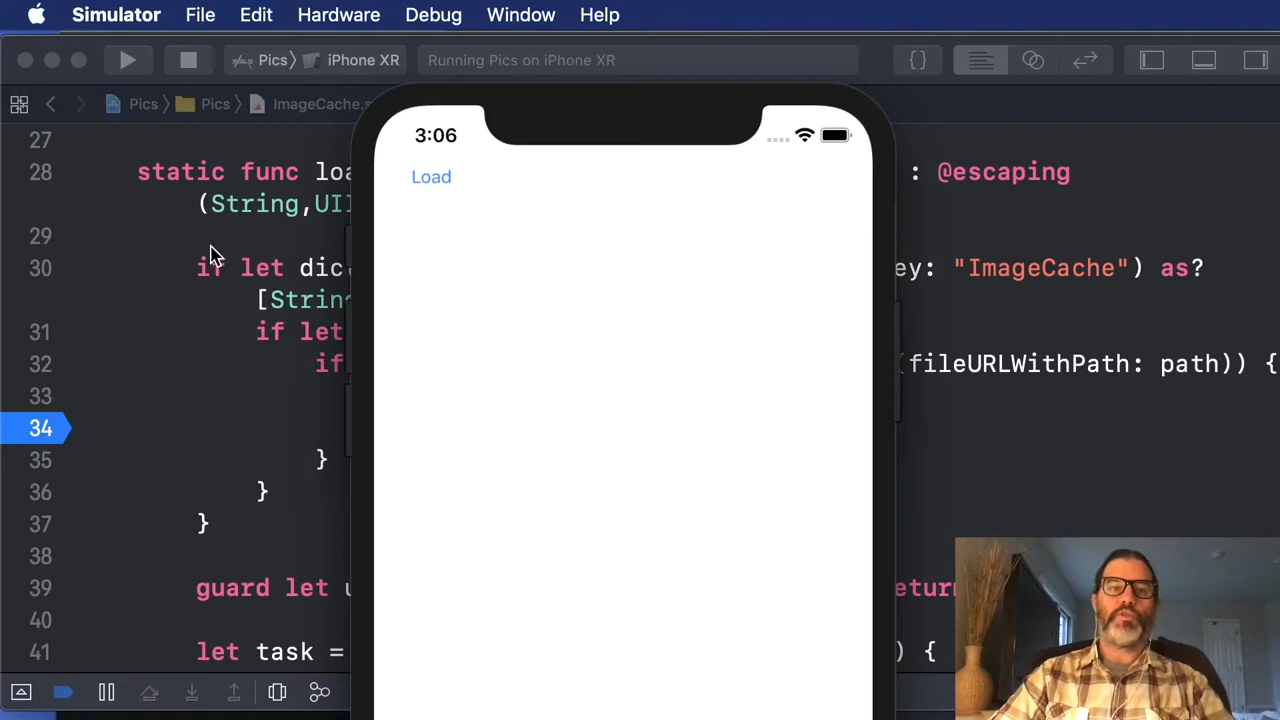 Simulator File Edit Hardware Debug Window Help
Pics〉 iPhone XR Running Pics on iPhone XR { }
Pics 〉 Pics 〉 ImageCache.s
27
28 static func loa : @escaping
(String,UII
29
30 if let dic ey: "ImageCache") as?
[String
31 if let
32 if (fileURLWithPath: path)) {
33
34
35 }
36 }
37 }
38
39 guard let u return
40
41 let task = ) {
3:06
Load